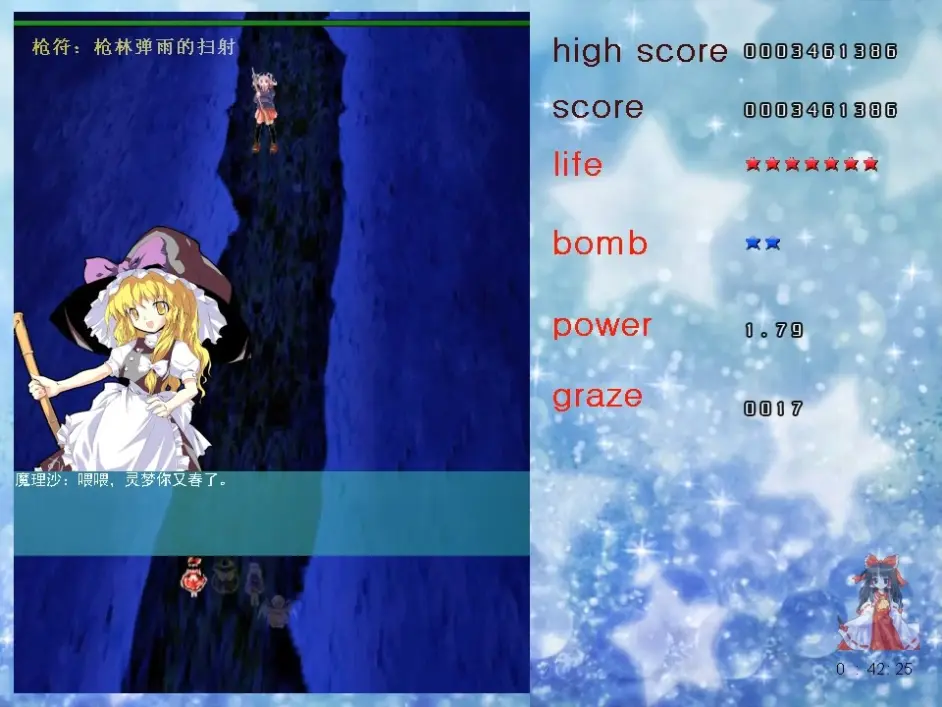 枪符：枪林弹雨的扫射
魔理沙：喂喂，灵梦你又春了。
high score 0003461386
score 0003461386
life
bomb
power 1.79
graze 0017
0 : 42: 25